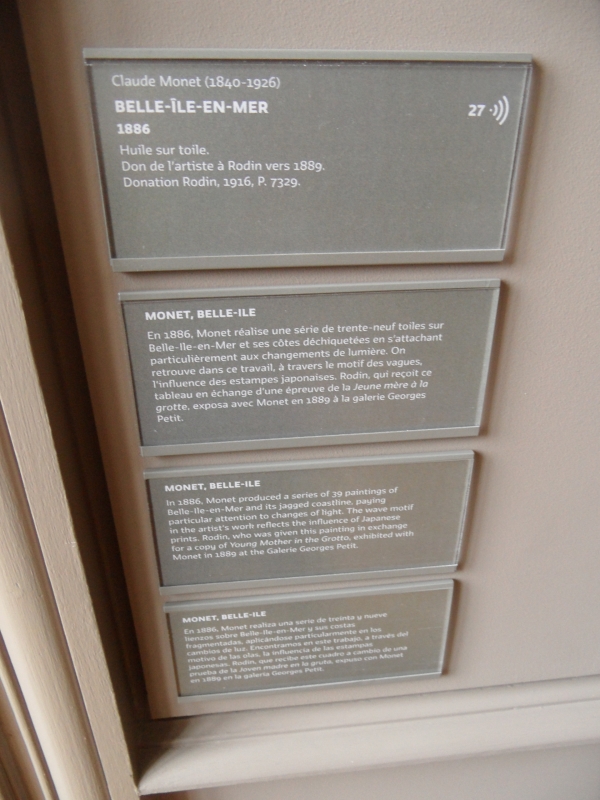 Claude Monet (1840-1926)
BELLE-ÎLE-EN-MER
27
1886
Huile sur toile.
Don de l'artiste à Rodin vers 1889.
Donation Rodin, 1916, P. 7329.
MONET, BELLE-ILE
En 1886, Monet réalise une série de trente-neuf toiles sur
Belle-Ile-en-Mer et ses côtes déchiquetées en s'attachant
particulièrement aux changements de lumière. On
retrouve dans ce travail, à travers le motif des vagues,
l'influence des estampes japonaises. Rodin, qui reçoit ce
tableau en échange d'une épreuve de la Jeune mère à la
grotte, exposa avec Monet en 1889 à la galerie Georges
Petit.
MONET, BELLE-ILE
In 1886, Monet produced a series of 39 paintings of
Belle-Ile-en-Mer and its jagged coastline, paying
particular attention to changes of light. The wave motif
in the artist's work reflects the influence of Japanese
prints. Rodin, who was given this painting in exchange
for a copy of Young Mother in the Grotto, exhibited with
Monet in 1889 at the Galerie Georges Petit.
MONET, BELLE-ILE
En 1886, Monet realiza una serie de treinta y nueve
lienzos sobre Belle-Ile-en-Mer y sus costas
fragmentadas, aplicándose particularmente en los
cambios de luz. Encontramos en este trabajo, a través del
motivo de las olas, la influencia de las estampas
japonesas. Rodin, que recibe este cuadro a cambio de una
prueba de la Joven madre en la gruta, expuso con Monet
en 1889 en la galería Georges Petit.